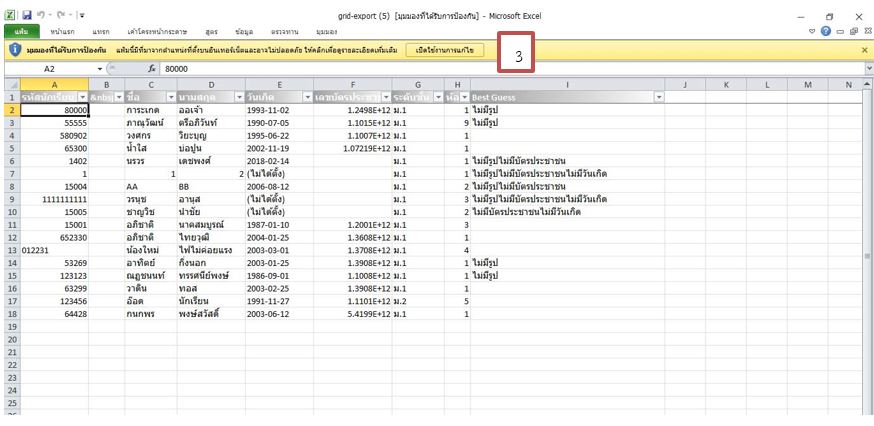 grid-export (5) [มุมมองที่ได้รับการป้องกัน] - Microsoft Excel
แฟ้ม หน้าแรก แทรก เค้าโครงหน้ากระดาษ สูตร ข้อมูล ตรวจทาน มุมมอง
มุมมองที่ได้รับการป้องกัน แฟ้มนี้มีที่มาจากตำแหน่งที่ตั้งบนอินเทอร์เน็ตและอาจไม่ปลอดภัย ให้คลิกเพื่อดูรายละเอียดเพิ่มเติม เปิดใช้งานการแก้ไข
3
A2 fx 80000
A B C D E F G H I J K L M N
1 รหัสนักเรียน &nbs ชื่อ นามสกุล วันเกิด เลขบัตรประชา ระดับชั้น ห้อ Best Guess
2 80000 การะเกด ออเจ้า 1993-11-02 1.2498E+12 ม.1 1 ไม่มีรูป
3 55555 ภาณุวัฒน์ ตรีอภิวันท์ 1990-07-05 1.1015E+12 ม.1 9 ไม่มีรูป
4 580902 วงศกร วิยะบุญ 1995-06-22 1.1007E+12 ม.1 1
5 65300 น้ำใส บ่อปูน 2002-11-19 1.07219E+12 ม.1 1
6 1402 นรวร เดชพงศ์ 2018-02-14 ม.1 1 ไม่มีรูปไม่มีบัตรประชาชน
7 1 1 2 (ไม่ได้ตั้ง) ม.1 1 ไม่มีรูปไม่มีบัตรประชาชนไม่มีวันเกิด
8 15004 AA BB 2006-08-12 ม.1 2 ไม่มีรูปไม่มีบัตรประชาชน
9 1111111111 วรนุช อานุส (ไม่ได้ตั้ง) ม.1 3 ไม่มีรูปไม่มีบัตรประชาชนไม่มีวันเกิด
10 15005 ชาญวิช นำชัย (ไม่ได้ตั้ง) ม.1 2 ไม่มีบัตรประชาชนไม่มีวันเกิด
11 15001 อภิชาติ นาคสมบูรณ์ 1987-01-10 1.2001E+12 ม.1 3
12 652330 อภิชาติ ไทยวุฒิ 2004-01-25 1.3608E+12 ม.1 1
13 012231 น้องใหม่ ไฟไม่ค่อยแรง 2003-03-01 1.3708E+12 ม.1 4
14 53269 อาทิตย์ กิ่งนอก 2003-01-25 1.3908E+12 ม.1 1 ไม่มีรูป
15 123123 ณฏชนนท์ ทรรศนีย์พงษ์ 1986-09-01 1.1008E+12 ม.1 1 ไม่มีรูป
16 63299 วาดิน ทอส 2003-02-25 1.3908E+12 ม.1 1
17 123456 อ๊อด นักเรียน 1991-11-27 1.1101E+12 ม.2 5
18 64428 กนกพร พงษ์สวัสดิ์ 2003-06-12 5.4199E+12 ม.1 1
19
20
21
22
23
24
25